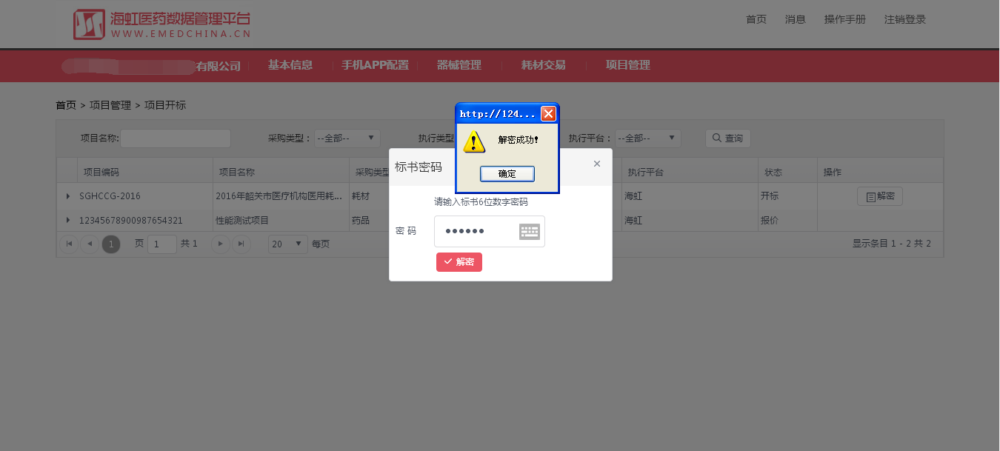 海虹医药数据管理平台
WWW.EMEDCHINA.CN
首页 消息 操作手册 注销登录
有限公司 基本信息 手机APP配置 器械管理 耗材交易 项目管理
首页 > 项目管理 > 项目开标
http://124...
解密成功!
确定
项目名称: 采购类型： --全部-- 执行类型 执行平台： --全部-- 查询
标书密码 ×
项目编码 项目名称 采购类型 执行平台 状态 操作
SGHCCG-2016 2016年韶关市医疗机构医用耗... 耗材 海虹 开标 解密
请输入标书6位数字密码
12345678900987654321 性能测试项目 药品 海虹 报价
密 码 ●●●●●●
1 页 1 共 1 20 每页 显示条目 1 - 2 共 2
解密